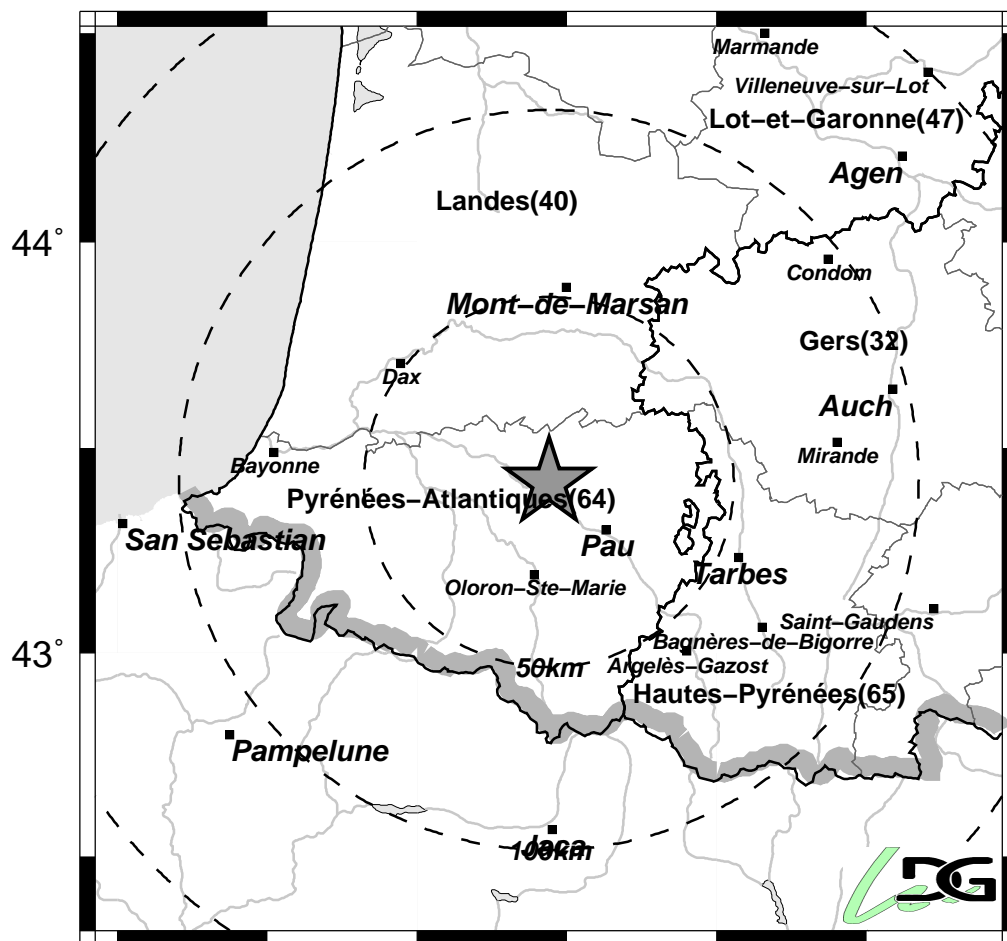 Marmande
Villeneuve−sur−Lot
Lot−et−Garonne(47)
Agen
Landes(40)
44°
Condom
Mont−de−Marsan
Gers(32)
Dax
Auch
Mirande
Bayonne
Pyrénées−Atlantiques(64)
San Sebastian
Pau
Tarbes
Oloron−Ste−Marie
Saint−Gaudens
Bagnères−de−Bigorre
43°
50km
Argelès−Gazost
Hautes−Pyrénées(65)
Pampelune
Jaca
100km
LDG